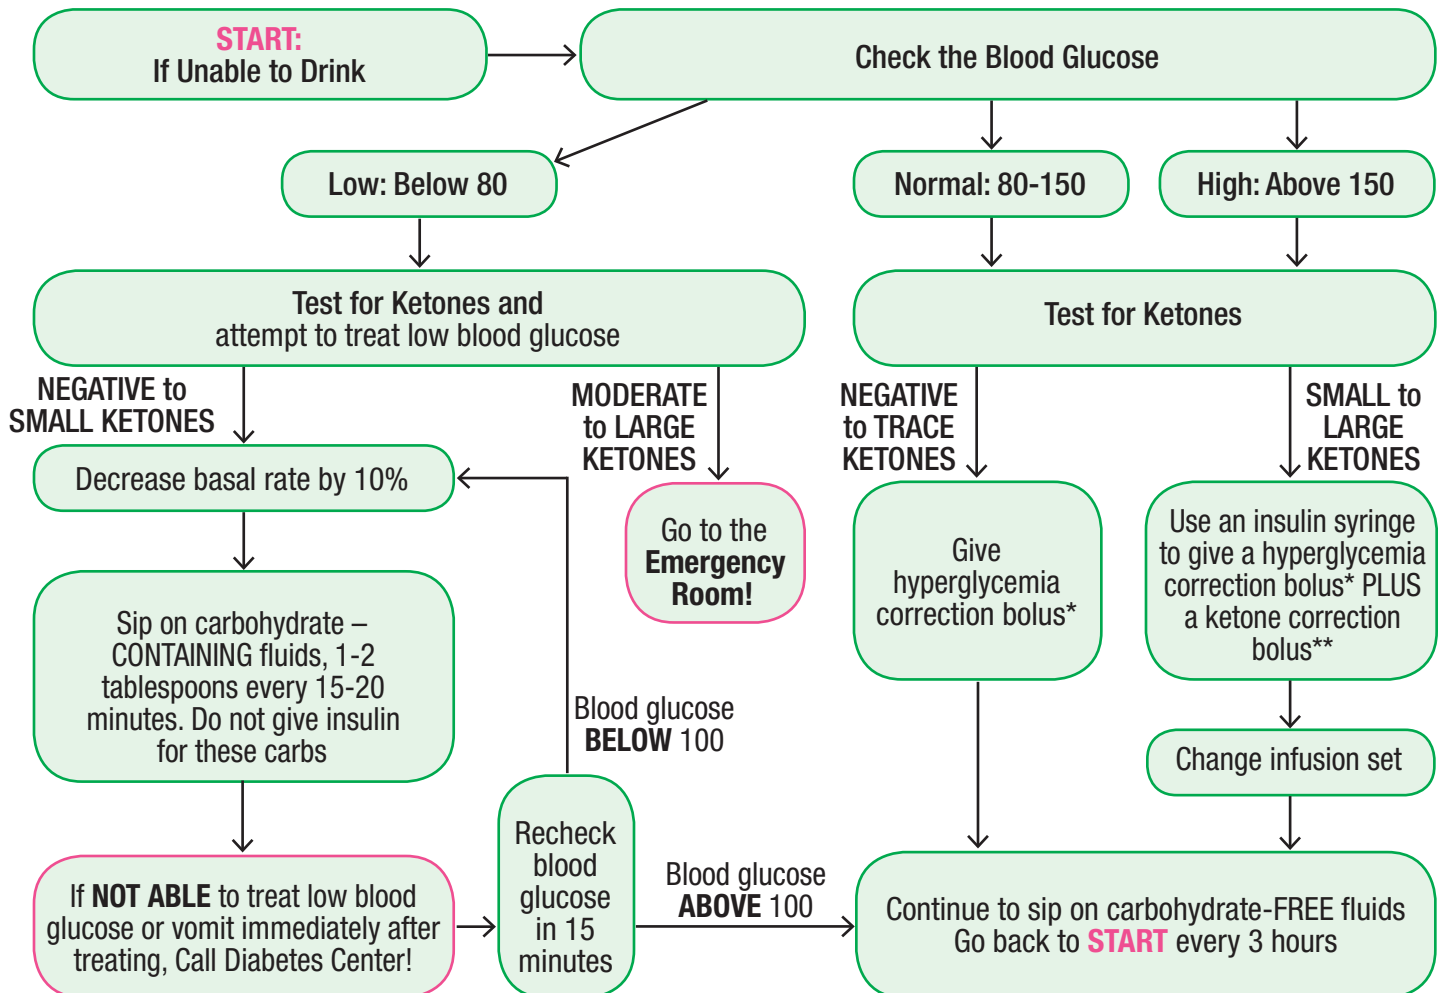 START:
If Unable to Drink
Check the Blood Glucose
Low: Below 80
Normal: 80-150
High: Above 150
Test for Ketones and
attempt to treat low blood glucose
Test for Ketones
NEGATIVE to
SMALL KETONES
MODERATE
to LARGE
KETONES
NEGATIVE
to TRACE
KETONES
SMALL to
LARGE
KETONES
Decrease basal rate by 10%
Go to the
Emergency
Room!
Give
hyperglycemia
correction bolus*
Use an insulin syringe
to give a hyperglycemia
correction bolus* PLUS
a ketone correction
bolus**
Sip on carbohydrate –
CONTAINING fluids, 1-2
tablespoons every 15-20
minutes. Do not give insulin
for these carbs
Blood glucose
BELOW 100
Change infusion set
If NOT ABLE to treat low blood
glucose or vomit immediately after
treating, Call Diabetes Center!
Recheck
blood
glucose
in 15
minutes
Blood glucose
ABOVE 100
Continue to sip on carbohydrate-FREE fluids
Go back to START every 3 hours